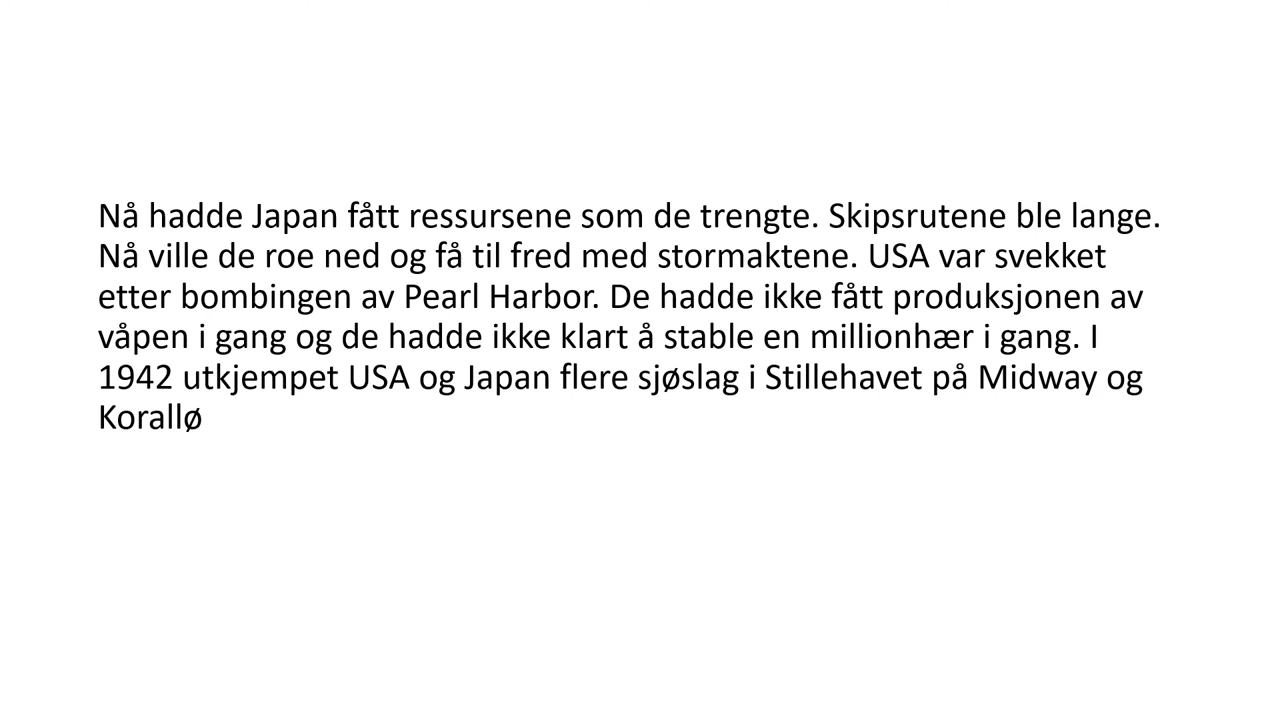 Nå hadde Japan fått ressursene som de trengte. Skipsrutene ble lange.
Nå ville de roe ned og få til fred med stormaktene. USA var svekket
etter bombingen av Pearl Harbor. De hadde ikke fått produksjonen av
våpen i gang og de hadde ikke klart å stable en millionhær i gang. I
1942 utkjempet USA og Japan flere sjøslag i Stillehavet på Midway og
Korallø